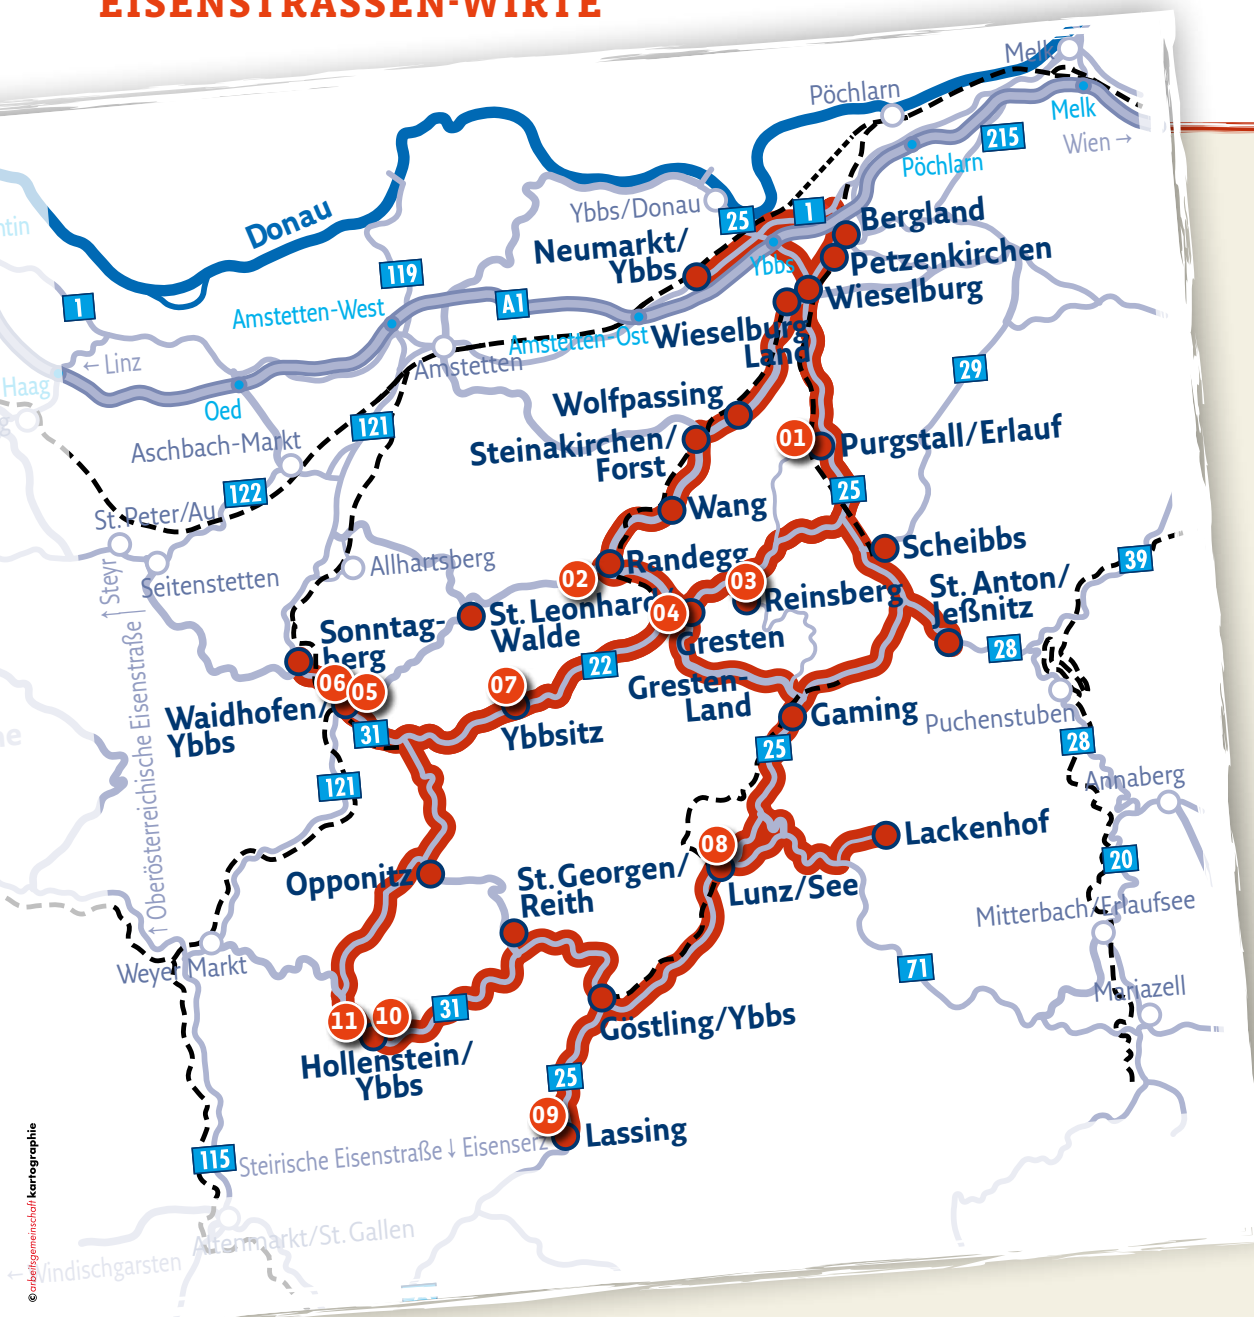 EISENSTRASSEN-WIRTE
Melk
Pöchlarn
Melk
215
Wien →
Pöchlarn
Donau
Ybbs/Donau
25
1
Bergland
Neumarkt/
Ybbs
Ybbs
Petzenkirchen
119
Wieselburg
1
A1
Amstetten-West
Amstetten-Ost
Wieselburg
Land
← Linz
Amstetten
Haag
Oed
29
Wolfpassing
121
Aschbach-Markt
Steinakirchen/
Forst
01
Purgstall/Erlauf
122
25
St.Peter/Au
Wang
Scheibbs
Allhartsberg
Randegg
39
Seitenstetten
02
03
St. Anton/
Jeßnitz
Reinsberg
04
St. Leonhard
Walde
Sonntag-
berg
Gresten
28
22
06
05
07
Gresten-
Land
Waidhofen/
Ybbs
Gaming
Puchenstuben
31
Ybbsitz
25
28
← Oberösterreichische Eisenstraße | ← Steyr
121
Annaberg
Lackenhof
08
20
Opponitz
St.Georgen/
Reith
Lunz/See
Mitterbach/Erlaufsee
Weyer Markt
71
Mariazell
11
10
31
Göstling/Ybbs
Hollenstein/
Ybbs
25
09
Lassing
115
Steirische Eisenstraße ↓ Eisenserz
Altenmarkt/St.Gallen
← Windischgarsten
© arbeitsgemeinschaft kartographie